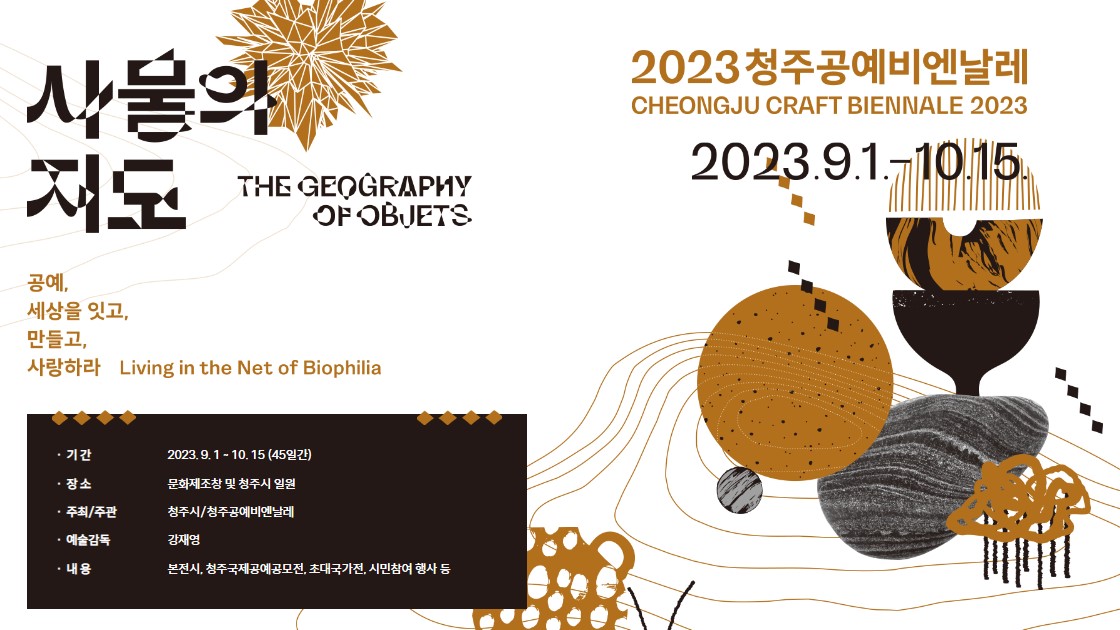 사물의
지도
THE GEOGRAPHY
OF OBJETS
2023 청주공예비엔날레
CHEONGJU CRAFT BIENNALE 2023
2023.9.1.–10.15.
공예,
세상을 잇고,
만들고,
사랑하라 Living in the Net of Biophilia
· 기 간 2023. 9. 1 - 10. 15 (45일간)
· 장 소 문화제조창 및 청주시 일원
· 주최/주관 청주시/청주공예비엔날레
· 예술감독 강재영
· 내 용 본전시, 청주국제공예공모전, 초대국가전, 시민참여 행사 등